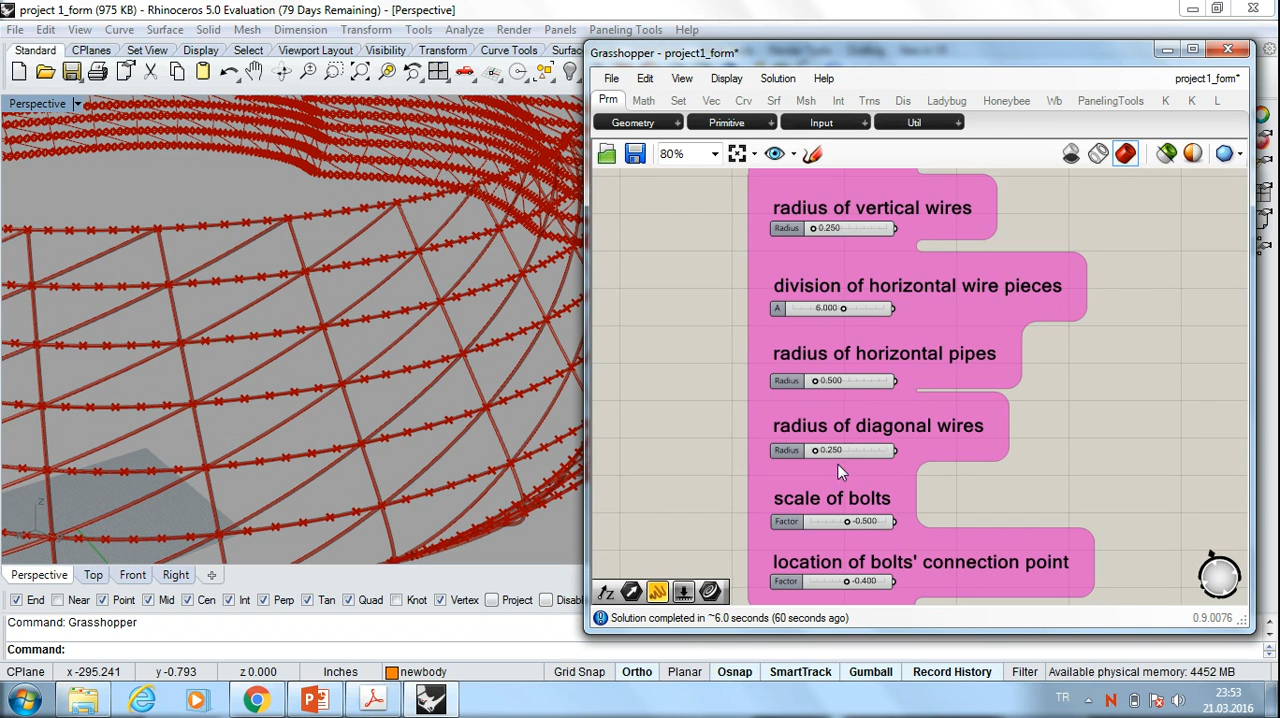 project 1_form (975 KB) - Rhinoceros 5.0 Evaluation (79 Days Remaining) - [Perspective]
File Edit View Curve Surface Solid Mesh Dimension Transform Tools Analyze Render Panels Paneling Tools Help
Standard CPlanes Set View Display Select Viewport Layout Visibility Transform Curve Tools Surfac
Perspective
Grasshopper - project1_form*
File Edit View Display Solution Help project1_form*
Prm Math Set Vec Crv Srf Msh Int Trns Dis Ladybug Honeybee Wb PanelingTools K K L
Geometry Primitive Input Util
80%
radius of vertical wires
Radius 0.250
division of horizontal wire pieces
A 6.000
radius of horizontal pipes
Radius 0.500
radius of diagonal wires
Radius 0.250
scale of bolts
Factor -0.500
location of bolts' connection point
Factor -0.400
Solution completed in ~6.0 seconds (60 seconds ago) 0.9.0076
z
Perspective Top Front Right
End Near Point Mid Cen Int Perp Tan Quad Knot Vertex Project Disable
Command: Grasshopper
Command:
CPlane x -295.241 y -0.793 z 0.000 Inches newbody Grid Snap Ortho Planar Osnap SmartTrack Gumball Record History Filter Available physical memory: 4452 MB
TR 23:53
21.03.2016